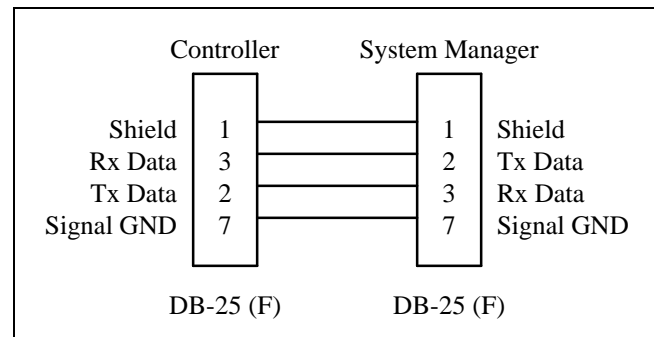 Controller System Manager
Shield 1 1 Shield
Rx Data 3 2 Tx Data
Tx Data 2 3 Rx Data
Signal GND 7 7 Signal GND
DB-25 (F) DB-25 (F)